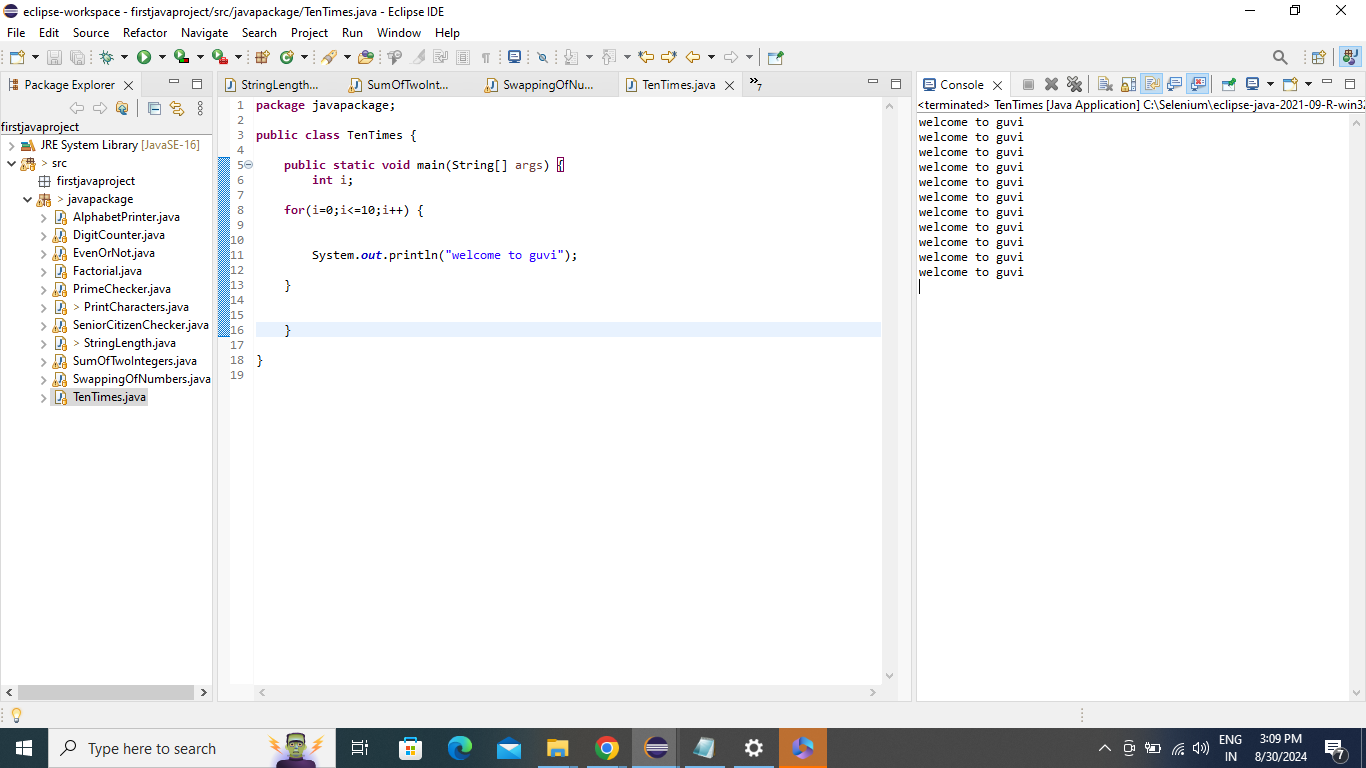 eclipse-workspace - firstjavaproject/src/javapackage/TenTimes.java - Eclipse IDE
File Edit Source Refactor Navigate Search Project Run Window Help
Package Explorer
firstjavaproject
JRE System Library [JavaSE-16]
> src
firstjavaproject
> javapackage
AlphabetPrinter.java
DigitCounter.java
EvenOrNot.java
Factorial.java
PrimeChecker.java
> PrintCharacters.java
SeniorCitizenChecker.java
> StringLength.java
SumOfTwoIntegers.java
SwappingOfNumbers.java
TenTimes.java
StringLength... SumOfTwoInt... SwappingOfNu... TenTimes.java »7
1 package javapackage;
2
3 public class TenTimes {
4
5 public static void main(String[] args) {
6 int i;
7
8 for(i=0;i<=10;i++) {
9
10
11 System.out.println("welcome to guvi");
12
13 }
14
15
16 }
17
18 }
19
Console
<terminated> TenTimes [Java Application] C:\Selenium\eclipse-java-2021-09-R-win32
welcome to guvi
welcome to guvi
welcome to guvi
welcome to guvi
welcome to guvi
welcome to guvi
welcome to guvi
welcome to guvi
welcome to guvi
welcome to guvi
welcome to guvi
Type here to search
ENG
IN
3:09 PM
8/30/2024
7